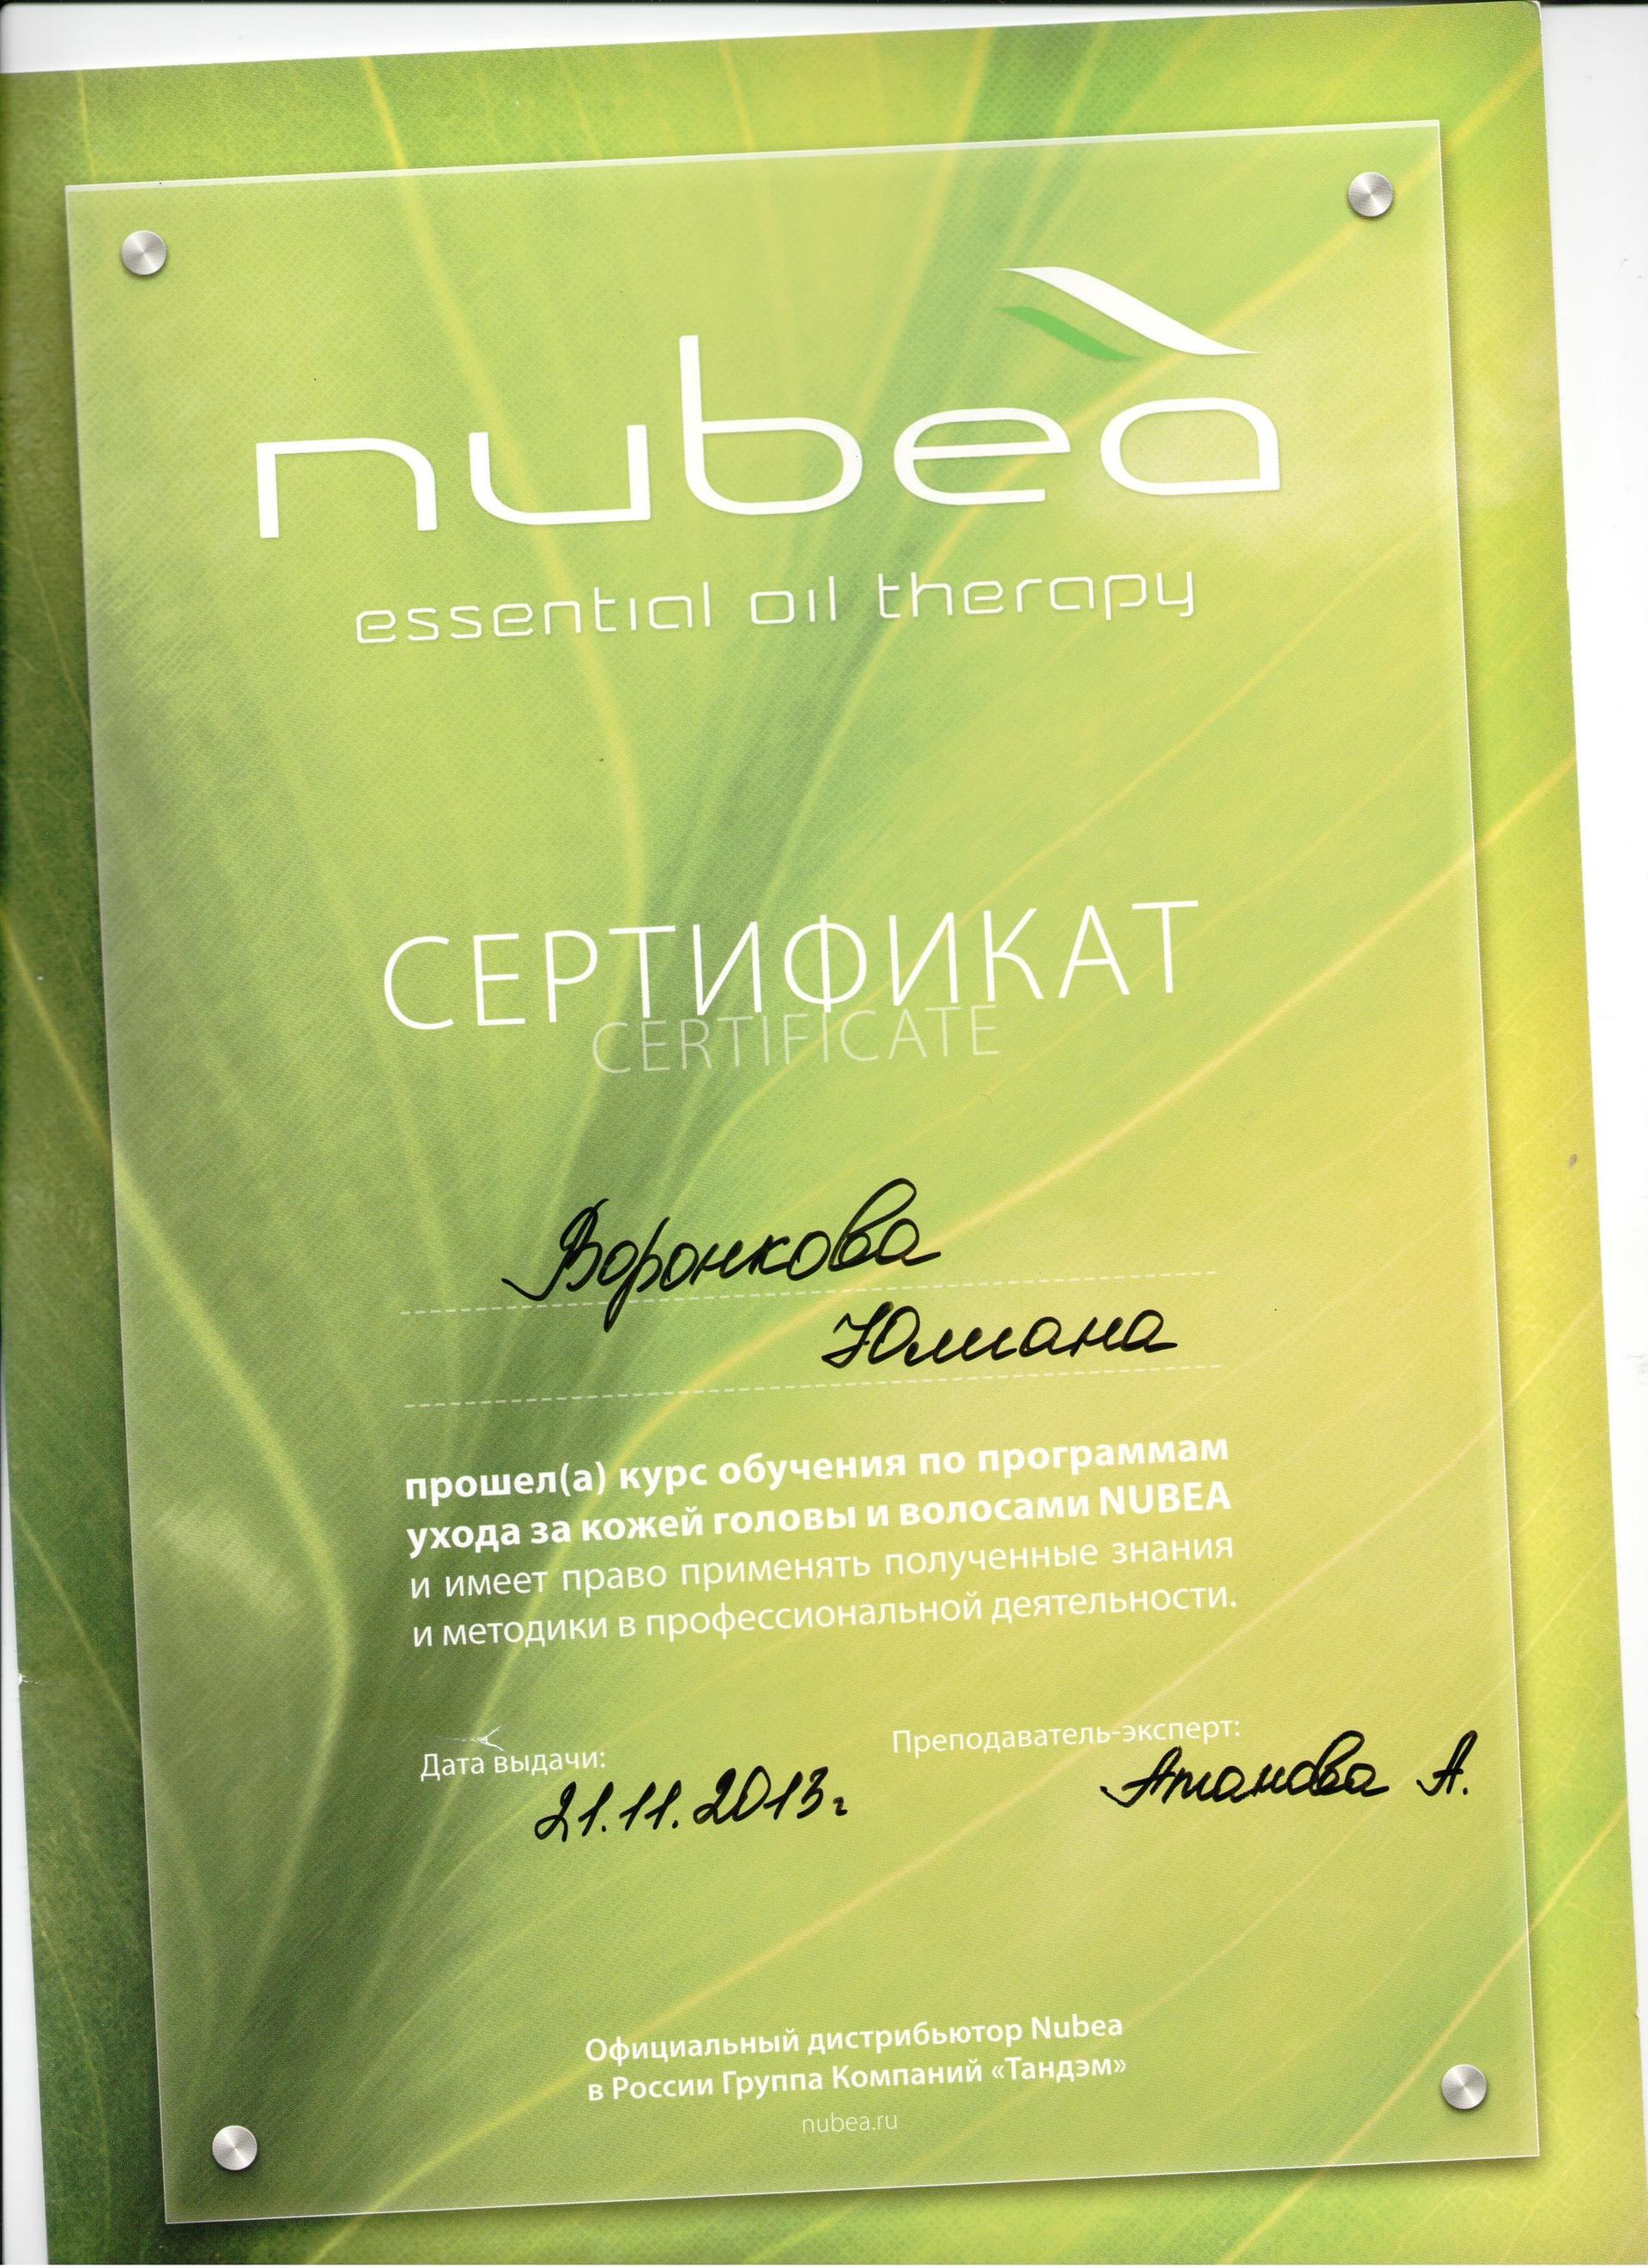 nubeà
essential oil therapy
СЕРТИФИКАТ
CERTIFICATE
Воронкова
Юлиана
прошел(а) курс обучения по программам
ухода за кожей головы и волосами NUBEA
и имеет право применять полученные знания
и методики в профессиональной деятельности.
Дата выдачи:
21.11.2013г
Преподаватель-эксперт:
Атанова А.
Официальный дистрибьютор Nubea
в России Группа Компаний «Тандэм»
nubea.ru